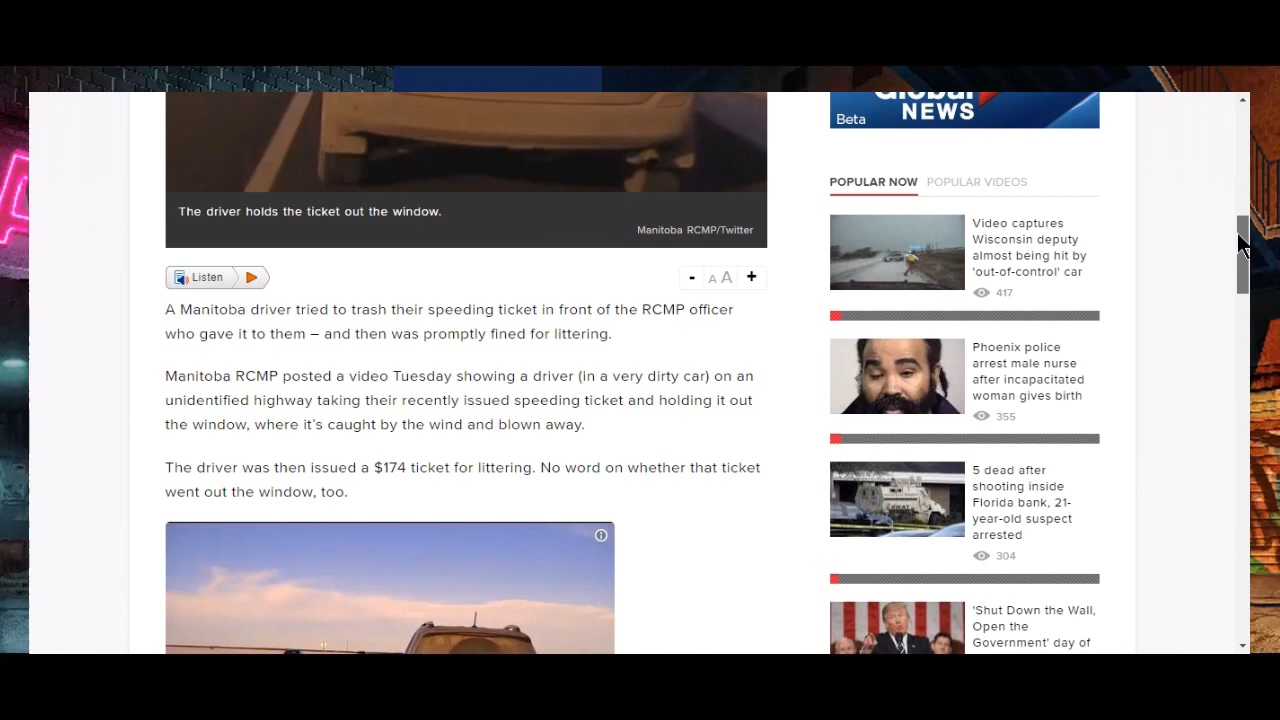 Global
NEWS
Beta
The driver holds the ticket out the window.
Manitoba RCMP/Twitter
Listen
- A A +
A Manitoba driver tried to trash their speeding ticket in front of the RCMP officer
who gave it to them – and then was promptly fined for littering.
Manitoba RCMP posted a video Tuesday showing a driver (in a very dirty car) on an
unidentified highway taking their recently issued speeding ticket and holding it out
the window, where it’s caught by the wind and blown away.
The driver was then issued a $174 ticket for littering. No word on whether that ticket
went out the window, too.
POPULAR NOW POPULAR VIDEOS
Video captures
Wisconsin deputy
almost being hit by
'out-of-control' car
417
Phoenix police
arrest male nurse
after incapacitated
woman gives birth
355
5 dead after
shooting inside
Florida bank, 21-
year-old suspect
arrested
304
'Shut Down the Wall,
Open the
Government' day of